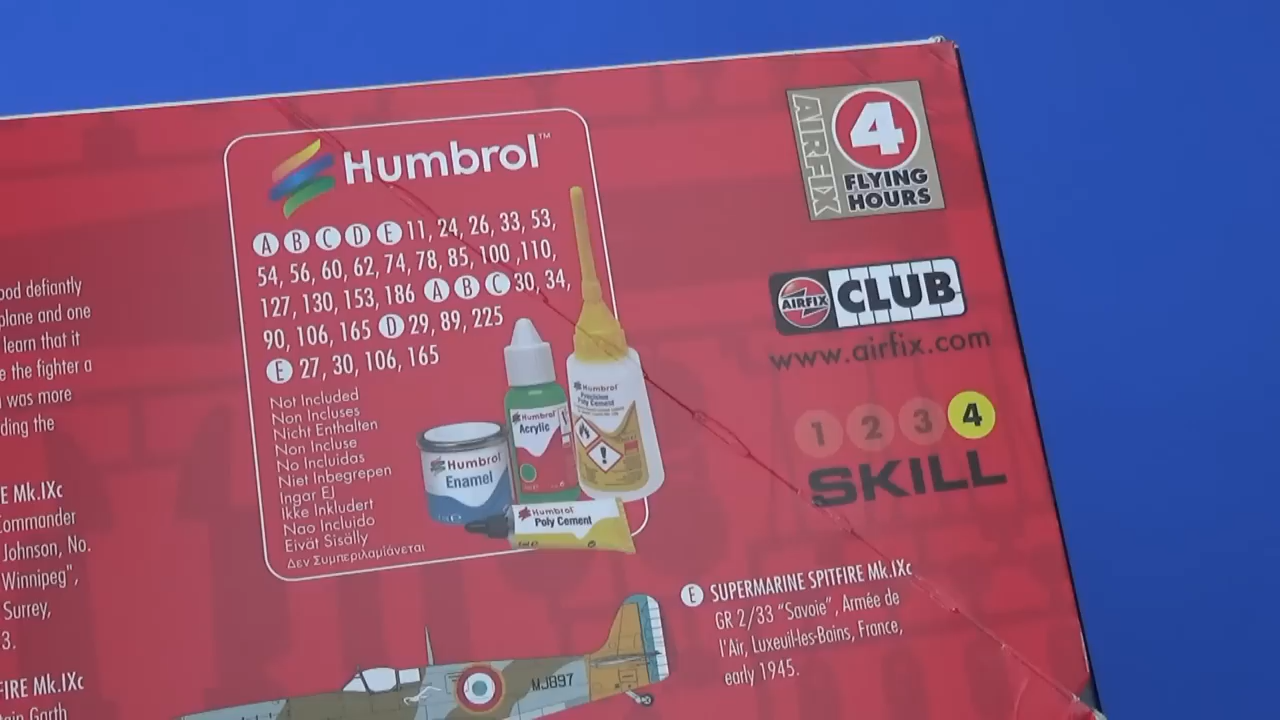 Humbrol™
A B C D E 11, 24, 26, 33, 53,
54, 56, 60, 62, 74, 78, 85, 100 ,110,
127, 130, 153, 186 A B C 30, 34,
90, 106, 165 D 29, 89, 225
E 27, 30, 106, 165
Not Included
Non Incluses
Nicht Enthalten
Non Incluse
No Incluidas
Niet Inbegrepen
Ingar EJ
Ikke Inkludert
Nao Incluido
Eivät Sisälly
Δεν Συμπεριλαμιάνεται
Humbrol
Enamel
Humbrol
Acrylic
Humbrol
Precision
Poly Cement
Humbrol
Poly Cement
AIRFIX
4
FLYING
HOURS
AIRFIX
CLUB
www.airfix.com
1 2 3 4
SKILL
ood defiantly
plane and one
learn that it
e the fighter a
was more
ding the
E Mk.IXc
Commander
Johnson, No.
Winnipeg",
Surrey,
3.
FIRE Mk.IXc
tain Garth
E SUPERMARINE SPITFIRE Mk.IXc
GR 2/33 "Savoie", Armée de
l'Air, Luxeuil-les-Bains, France,
early 1945.
MJ897